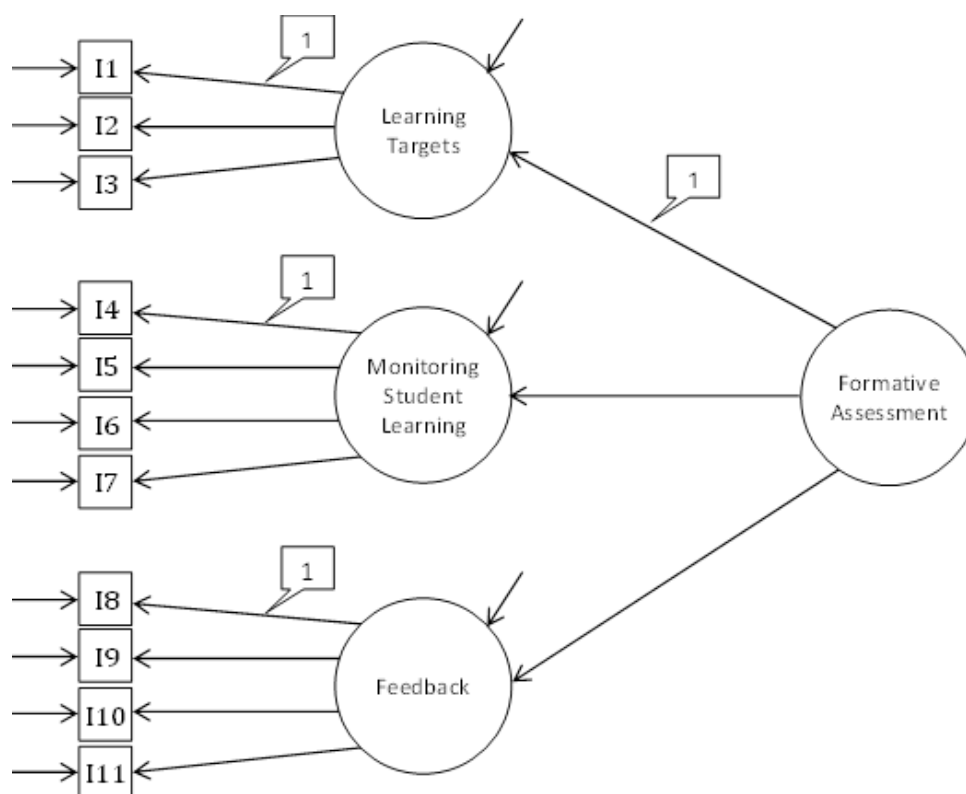 1
I1
I2
I3
Learning
Targets
1
1
I4
I5
I6
I7
Monitoring
Student
Learning
Formative
Assessment
1
I8
I9
I10
I11
Feedback